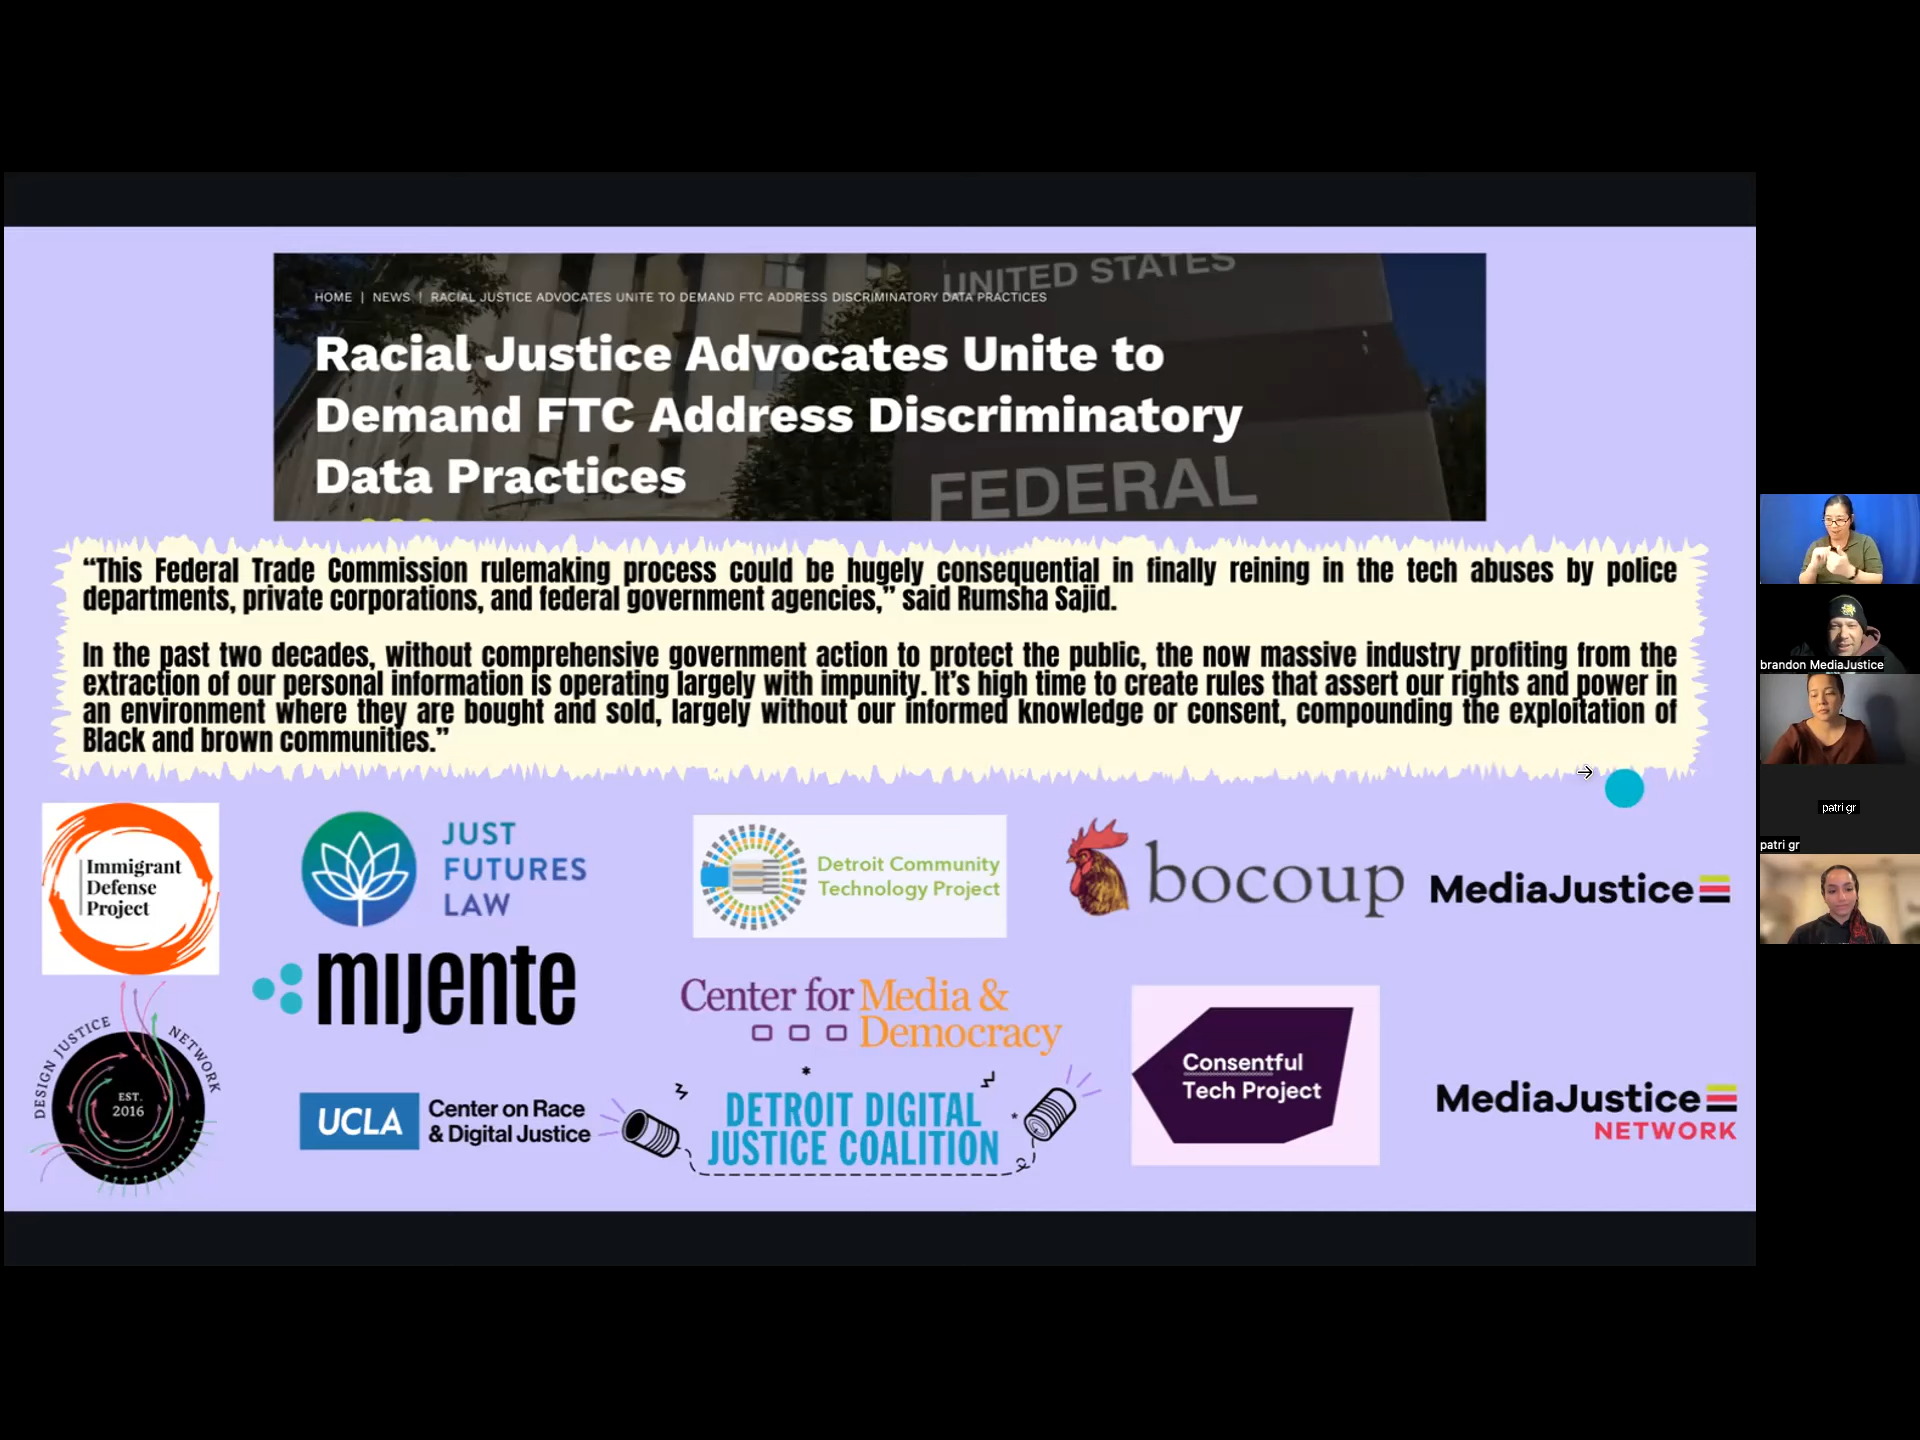 UNITED STATES
HOME | NEWS | RACIAL JUSTICE ADVOCATES UNITE TO DEMAND FTC ADDRESS DISCRIMINATORY DATA PRACTICES
Racial Justice Advocates Unite to
Demand FTC Address Discriminatory
Data Practices
FEDERAL
“This Federal Trade Commission rulemaking process could be hugely consequential in finally reining in the tech abuses by police
departments, private corporations, and federal government agencies,” said Rumsha Sajid.
In the past two decades, without comprehensive government action to protect the public, the now massive industry profiting from the
extraction of our personal information is operating largely with impunity. It’s high time to create rules that assert our rights and power in
an environment where they are bought and sold, largely without our informed knowledge or consent, compounding the exploitation of
Black and brown communities.”
Immigrant
Defense
Project
JUST
FUTURES
LAW
Detroit Community
Technology Project
bocoup
MediaJustice
mijente
Center for Media &
Democracy
DESIGN JUSTICE NETWORK
EST.
2016
UCLA
Center on Race
& Digital Justice
DETROIT DIGITAL
JUSTICE COALITION
Consentful
Tech Project
MediaJustice
NETWORK
brandon MediaJustice
patri gr
patri gr